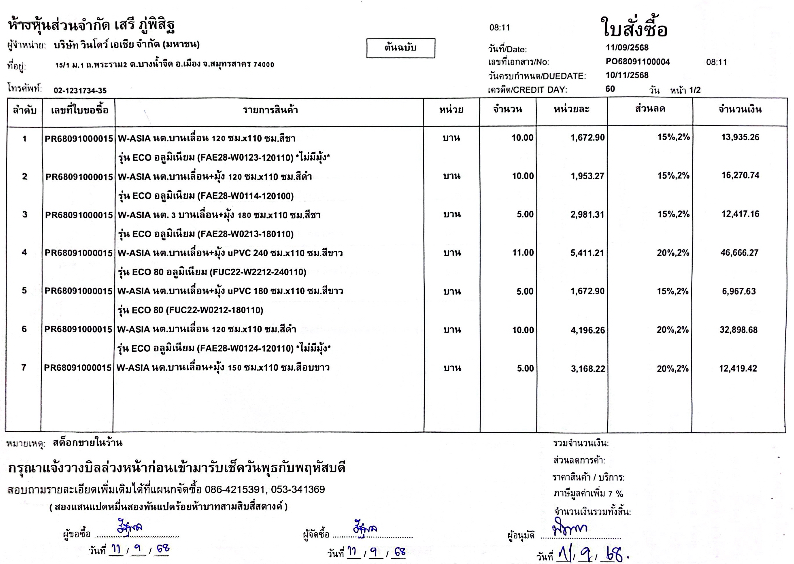 ห้างหุ้นส่วนจำกัด เสรี ภู่พิสิฐ
08:11
ใบสั่งซื้อ
ผู้จำหน่าย: บริษัท วินโดว์ เอเชีย จำกัด (มหาชน)
ต้นฉบับ
วันที่/Date: 11/09/2568
ที่อยู่: 15/1 ม.1 ถ.พระราม2 ต.บางน้ำจืด อ.เมือง จ.สมุทรสาคร 74000
เลขที่เอกสาร/No: PO68091100004 08:11
วันครบกำหนด/DUEDATE: 10/11/2568
โทรศัพท์: 02-1231734-35
เครดิต/CREDIT DAY: 60 วัน หน้า 1/2
ลำดับ เลขที่ใบขอซื้อ รายการสินค้า หน่วย จำนวน หน่วยละ ส่วนลด จำนวนเงิน
1 PR68091000015 W-ASIA นต.บานเลื่อน 120 ซม.x110 ซม.สีชา บาน 10.00 1,672.90 15%,2% 13,935.26
รุ่น ECO อลูมิเนียม (FAE28-W0123-120110) *ไม่มีมุ้ง*
2 PR68091000015 W-ASIA นต.บานเลื่อน+มุ้ง 120 ซม.x110 ซม.สีดำ บาน 10.00 1,953.27 15%,2% 16,270.74
รุ่น ECO อลูมิเนียม (FAE28-W0114-120100)
3 PR68091000015 W-ASIA นต. 3 บานเลื่อน+มุ้ง 180 ซม.x110 ซม.สีชา บาน 5.00 2,981.31 15%,2% 12,417.16
รุ่น ECO อลูมิเนียม (FAE28-W0213-180110)
4 PR68091000015 W-ASIA นต.บานเลื่อน+มุ้ง uPVC 240 ซม.x110 ซม.สีขาว บาน 11.00 5,411.21 20%,2% 46,666.27
รุ่น ECO 80 อลูมิเนียม (FUC22-W2212-240110)
5 PR68091000015 W-ASIA นต.บานเลื่อน+มุ้ง uPVC 180 ซม.x110 ซม.สีขาว บาน 5.00 1,672.90 15%,2% 6,967.63
รุ่น ECO 80 (FUC22-W0212-180110)
6 PR68091000015 W-ASIA นต.บานเลื่อน 120 ซม.x110 ซม.สีดำ บาน 10.00 4,196.26 20%,2% 32,898.68
รุ่น ECO อลูมิเนียม (FAE28-W0124-120110) *ไม่มีมุ้ง*
7 PR68091000015 W-ASIA นต.บานเลื่อน+มุ้ง 150 ซม.x110 ซม.สีอบขาว บาน 5.00 3,168.22 20%,2% 12,419.42
หมายเหตุ: สต็อกขายในร้าน
รวมจำนวนเงิน:
กรุณาแจ้งวางบิลล่วงหน้าก่อนเข้ามารับเช็ควันพุธกับพฤหัสบดี
ส่วนลดการค้า:
ราคาสินค้า / บริการ:
สอบถามรายละเอียดเพิ่มเติมได้ที่แผนกจัดซื้อ 086-4215391, 053-341369
ภาษีมูลค่าเพิ่ม 7 %
( สองแสนแปดหมื่นสองพันแปดร้อยห้าบาทสามสิบสี่สตางค์ )
จำนวนเงินรวมทั้งสิ้น:
ผู้ขอซื้อ ผู้จัดซื้อ ผู้อนุมัติ
วันที่ 11 / 9 / 68 วันที่ 11 / 9 / 68 วันที่ 11 / 9 / 68.